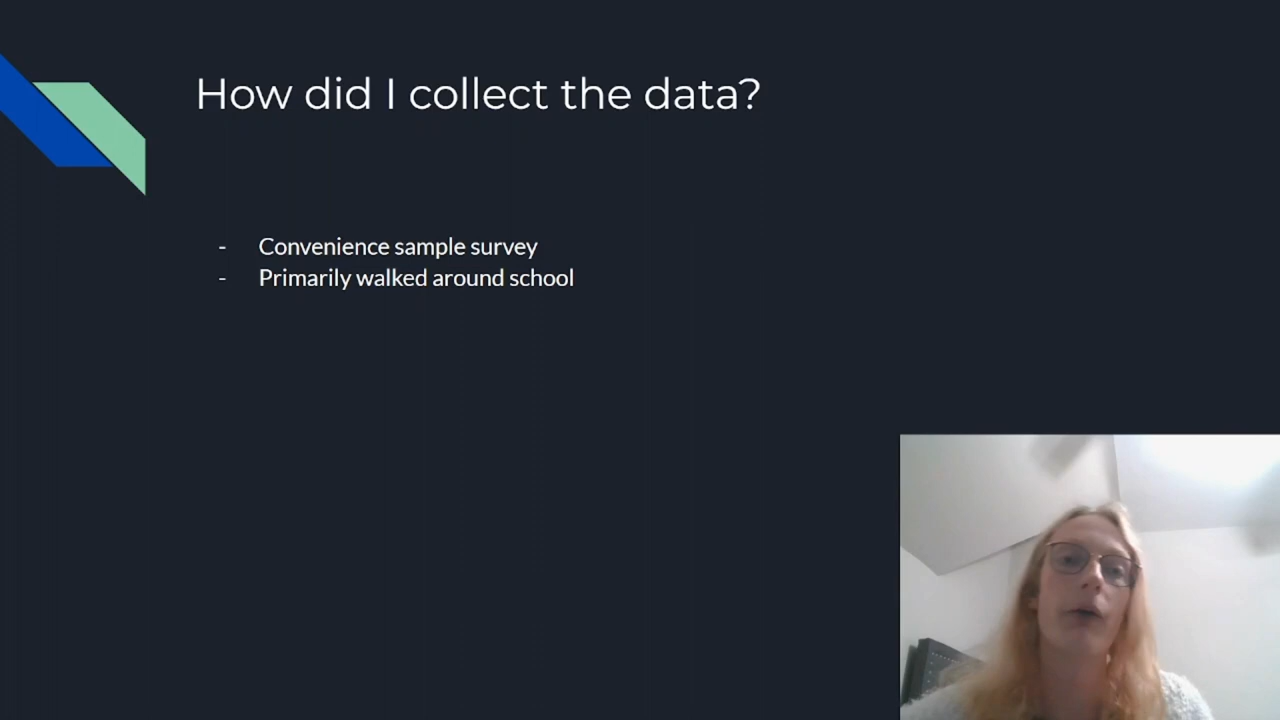 How did I collect the data?
- Convenience sample survey
- Primarily walked around school